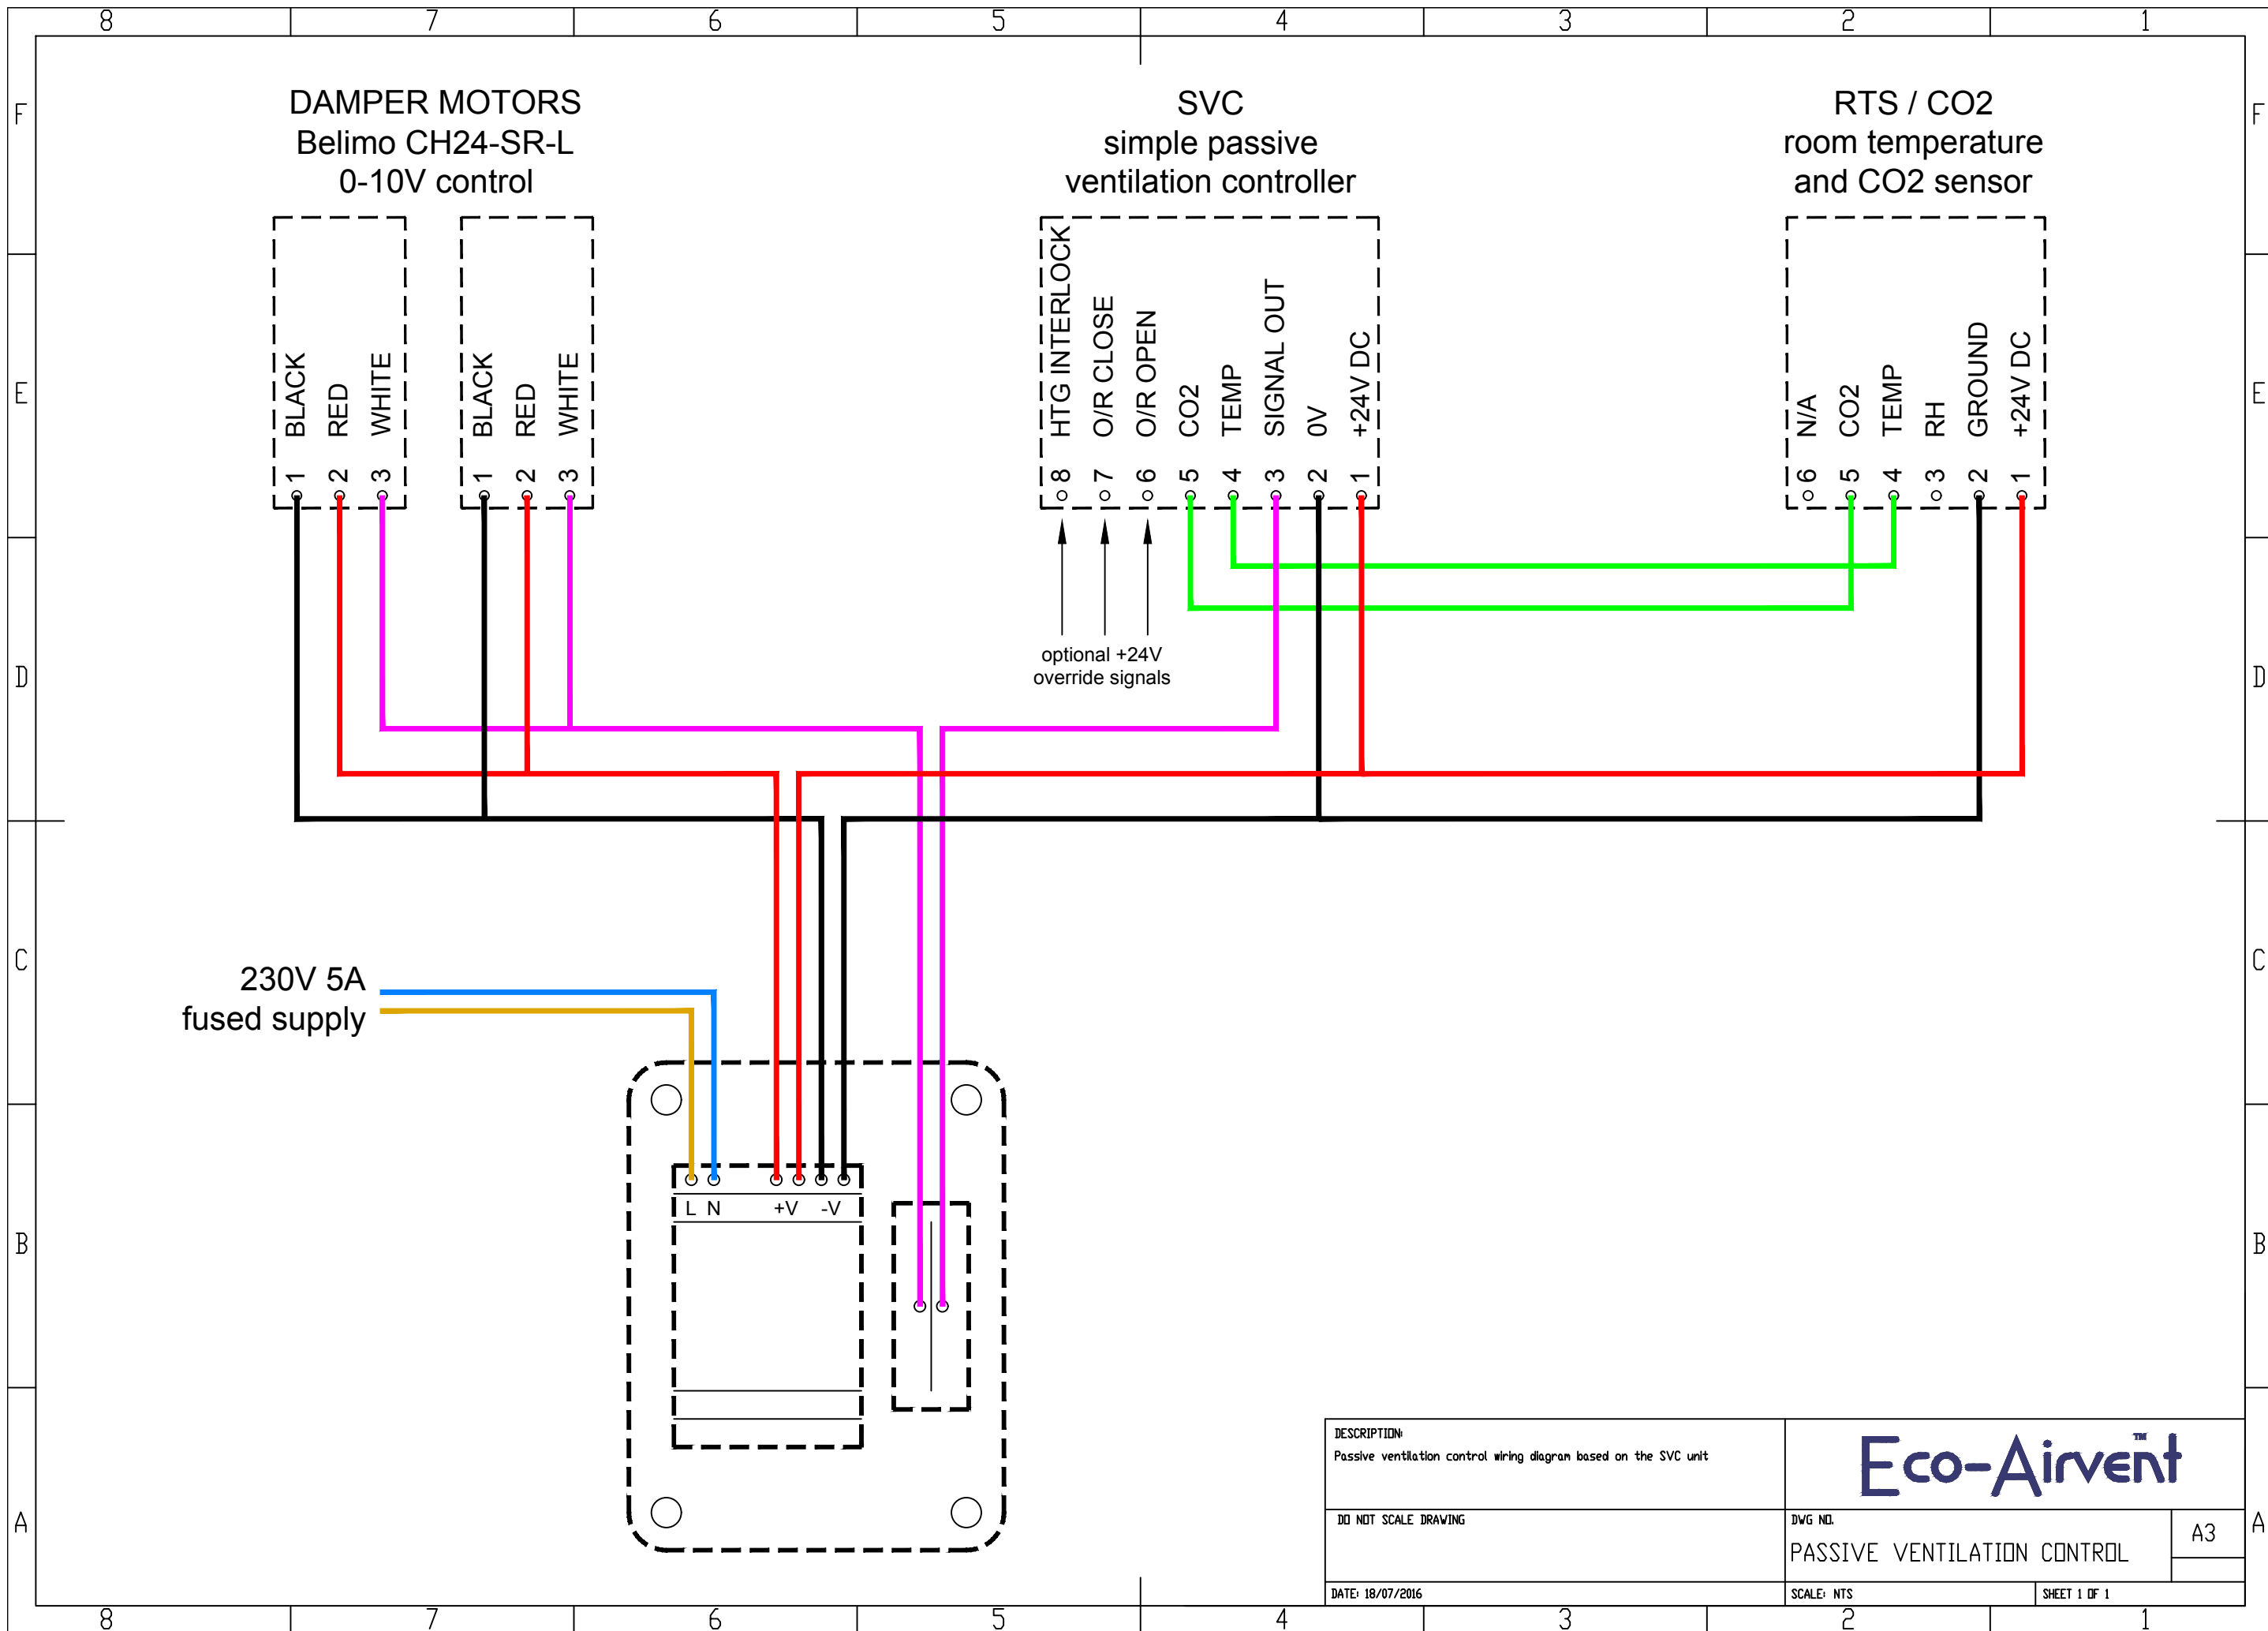 8 7 6 5 4 3 2 1
F F
DAMPER MOTORS
Belimo CH24-SR-L
0-10V control
SVC
simple passive
ventilation controller
RTS / CO2
room temperature
and CO2 sensor
1 BLACK
2 RED
3 WHITE
1 BLACK
2 RED
3 WHITE
8 HTG INTERLOCK
7 O/R CLOSE
6 O/R OPEN
5 CO2
4 TEMP
3 SIGNAL OUT
2 0V
1 +24V DC
6 N/A
5 CO2
4 TEMP
3 RH
2 GROUND
1 +24V DC
E E
optional +24V
override signals
D D
C C
230V 5A
fused supply
L N +V -V
B B
DESCRIPTION:
Passive ventilation control wiring diagram based on the SVC unit
Eco-Airvent™
DO NOT SCALE DRAWING
DWG NO.
PASSIVE VENTILATION CONTROL
A3
A A
DATE: 18/07/2016
SCALE: NTS
SHEET 1 OF 1
8 7 6 5 4 3 2 1